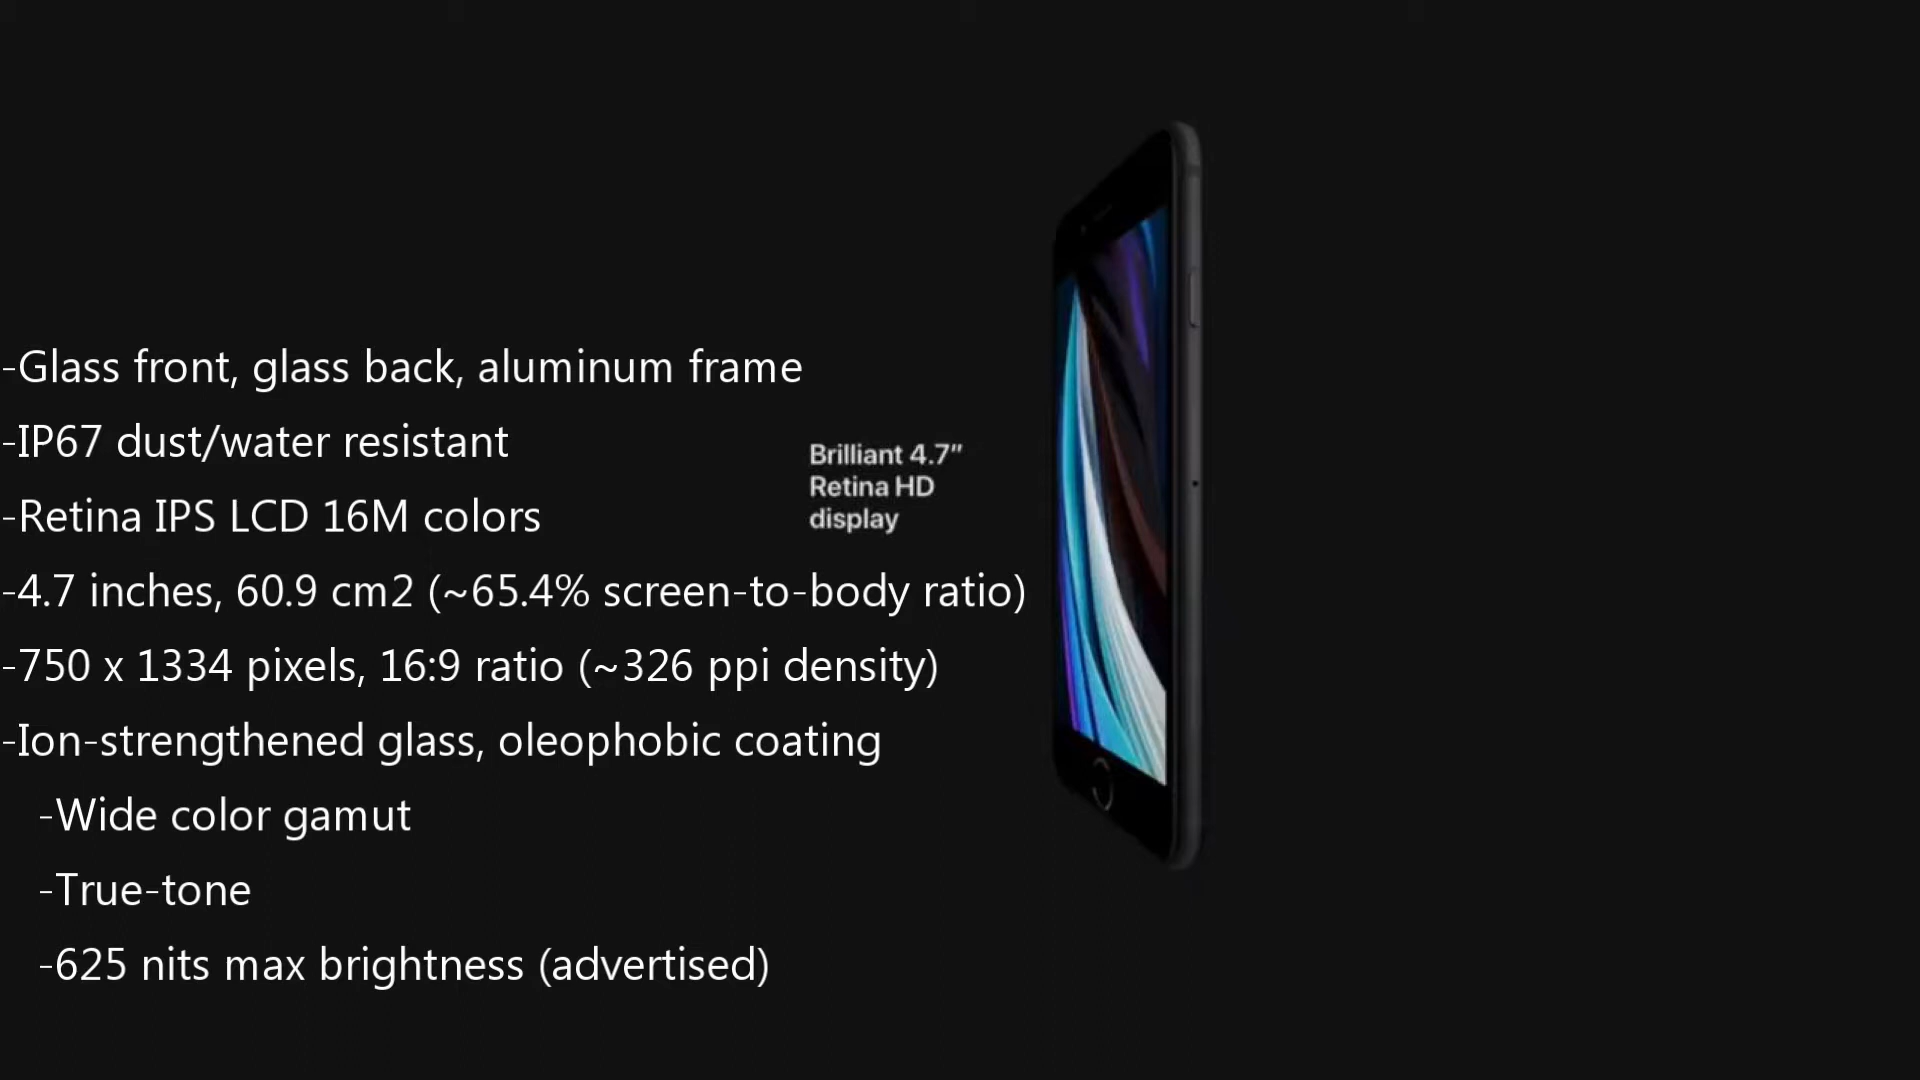 -Glass front, glass back, aluminum frame
-IP67 dust/water resistant
-Retina IPS LCD 16M colors
-4.7 inches, 60.9 cm2 (~65.4% screen-to-body ratio)
-750 x 1334 pixels, 16:9 ratio (~326 ppi density)
-Ion-strengthened glass, oleophobic coating
-Wide color gamut
-True-tone
-625 nits max brightness (advertised)
Brilliant 4.7"
Retina HD
display